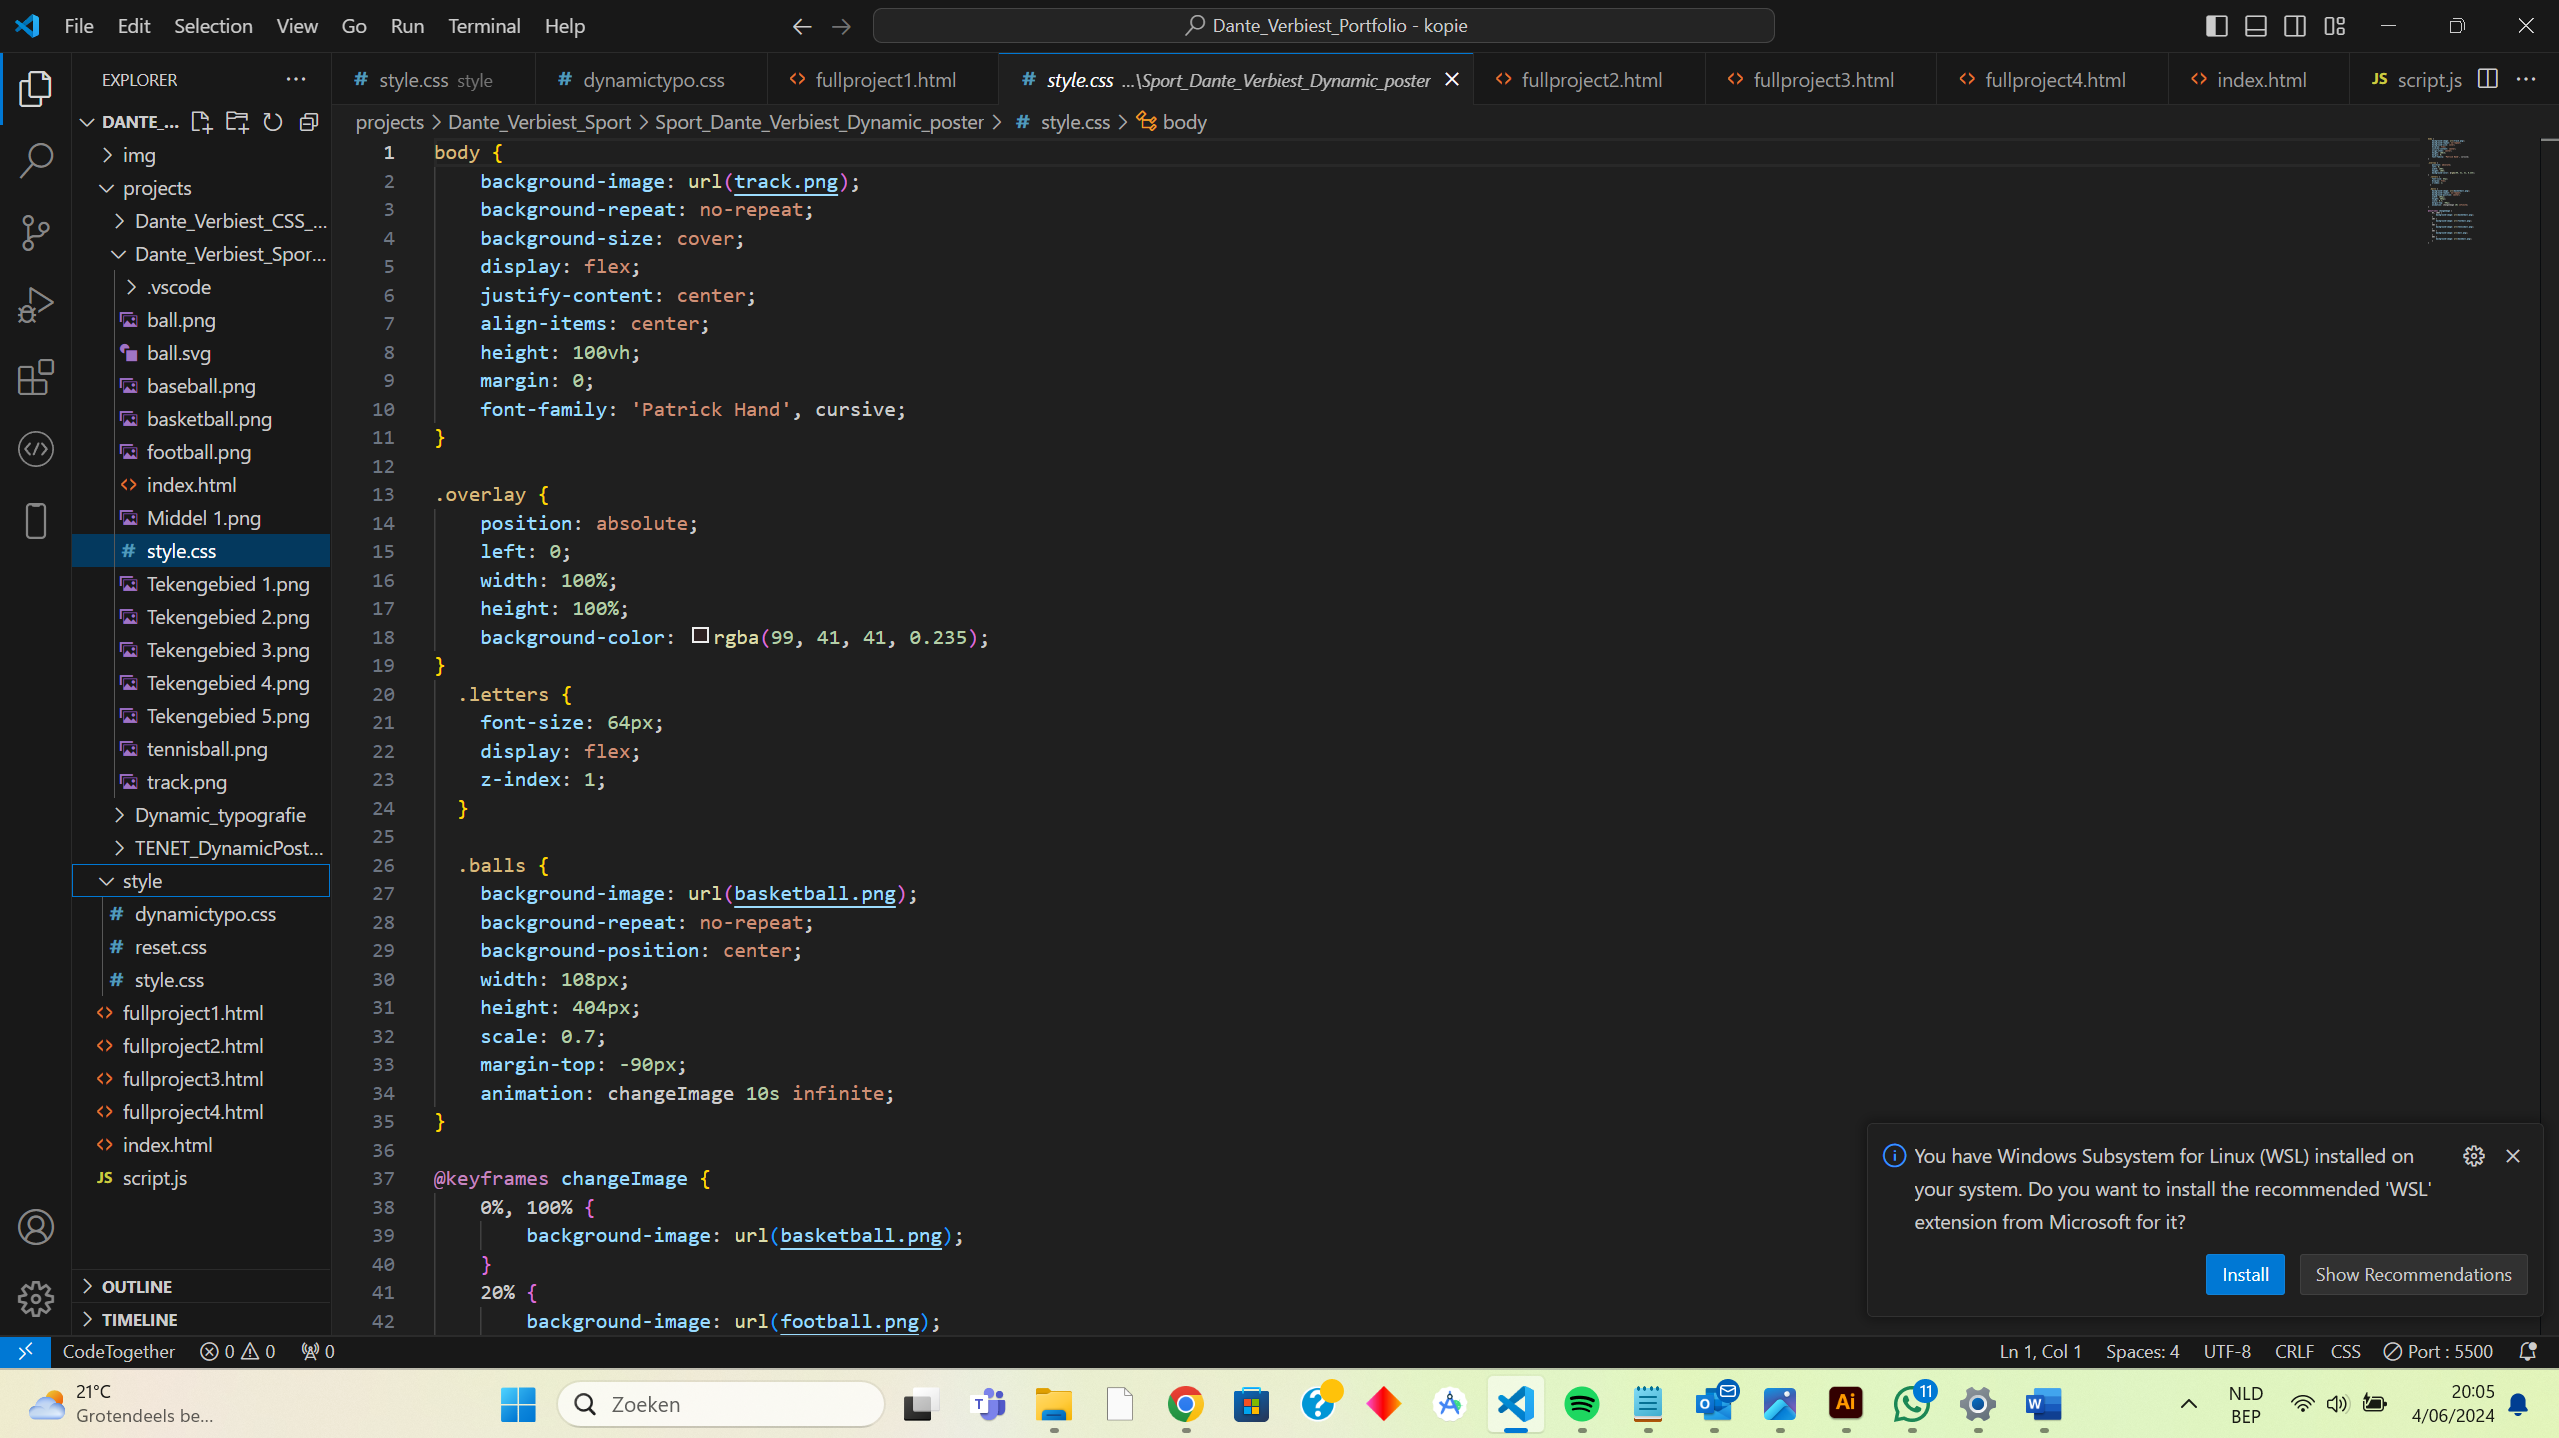 File Edit Selection View Go Run Terminal Help
Dante_Verbiest_Portfolio - kopie
EXPLORER
# style.css style
# dynamictypo.css
<> fullproject1.html
# style.css ...\Sport_Dante_Verbiest_Dynamic_poster
<> fullproject2.html
<> fullproject3.html
<> fullproject4.html
<> index.html
JS script.js
DANTE_...
img
projects
Dante_Verbiest_CSS_...
Dante_Verbiest_Spor...
.vscode
ball.png
ball.svg
baseball.png
basketball.png
football.png
<> index.html
Middel 1.png
# style.css
Tekengebied 1.png
Tekengebied 2.png
Tekengebied 3.png
Tekengebied 4.png
Tekengebied 5.png
tennisball.png
track.png
Dynamic_typografie
TENET_DynamicPost...
style
# dynamictypo.css
# reset.css
# style.css
<> fullproject1.html
<> fullproject2.html
<> fullproject3.html
<> fullproject4.html
<> index.html
JS script.js
OUTLINE
TIMELINE
projects > Dante_Verbiest_Sport > Sport_Dante_Verbiest_Dynamic_poster > # style.css > body
1 body {
2 background-image: url(track.png);
3 background-repeat: no-repeat;
4 background-size: cover;
5 display: flex;
6 justify-content: center;
7 align-items: center;
8 height: 100vh;
9 margin: 0;
10 font-family: 'Patrick Hand', cursive;
11 }
12
13 .overlay {
14 position: absolute;
15 left: 0;
16 width: 100%;
17 height: 100%;
18 background-color: rgba(99, 41, 41, 0.235);
19 }
20 .letters {
21 font-size: 64px;
22 display: flex;
23 z-index: 1;
24 }
25
26 .balls {
27 background-image: url(basketball.png);
28 background-repeat: no-repeat;
29 background-position: center;
30 width: 108px;
31 height: 404px;
32 scale: 0.7;
33 margin-top: -90px;
34 animation: changeImage 10s infinite;
35 }
36
37 @keyframes changeImage {
38 0%, 100% {
39 background-image: url(basketball.png);
40 }
41 20% {
42 background-image: url(football.png);
You have Windows Subsystem for Linux (WSL) installed on
your system. Do you want to install the recommended 'WSL'
extension from Microsoft for it?
Install
Show Recommendations
CodeTogether 0 0 0
Ln 1, Col 1 Spaces: 4 UTF-8 CRLF CSS Port : 5500
21°C
Grotendeels be...
Zoeken
11
NLD
BEP
20:05
4/06/2024